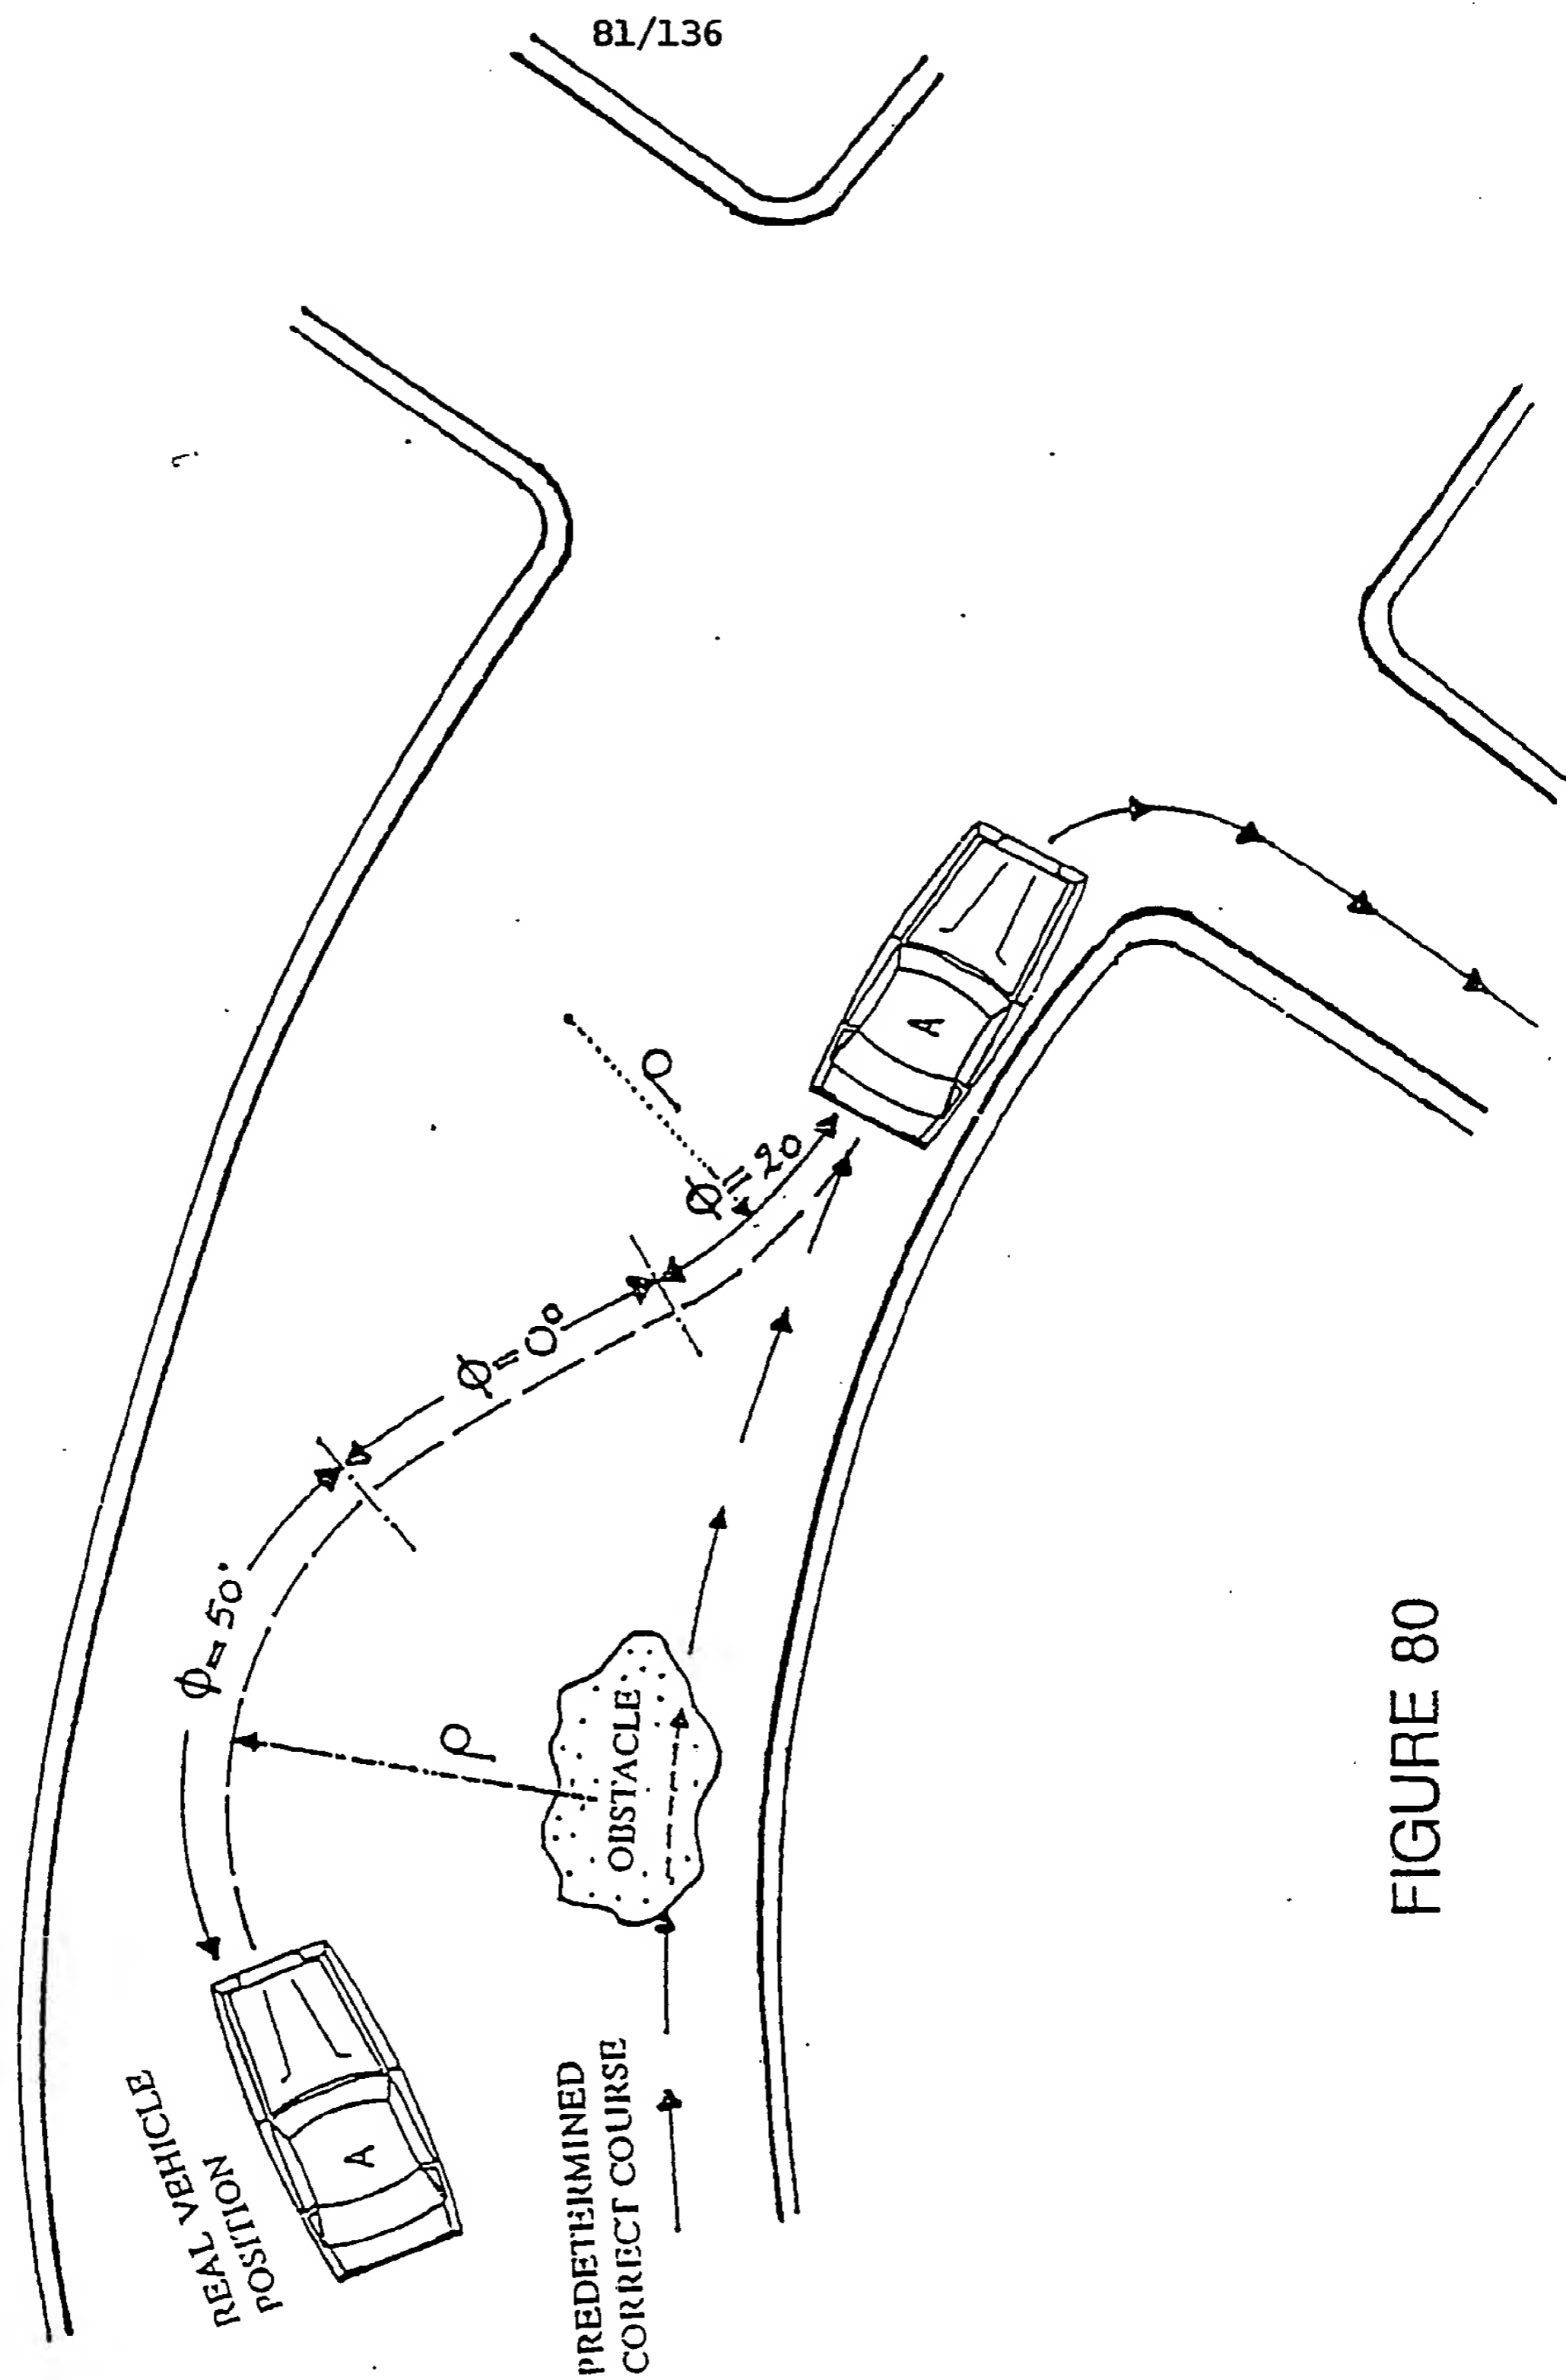 81/136
REAL VEHICLE
POSITION
A
PREDETERMINED
CORRECT COURSE
OBSTACLE
ρ
φ=50°
Ø=0°
Ø=20
ρ
A
FIGURE 80